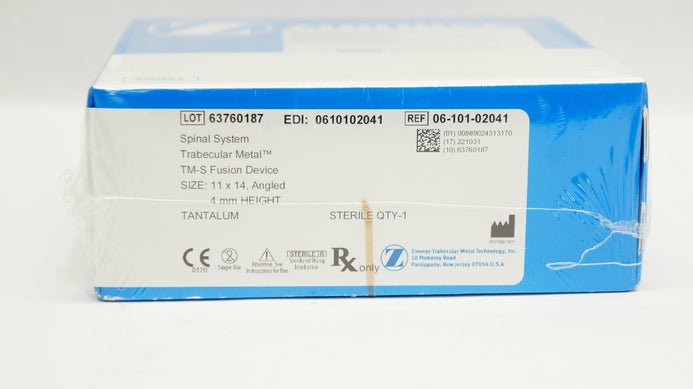 LOT 63760187 EDI: 0610102041 REF 06-101-02041
(01) 00889024313170
(17) 221031
(10) 63760187
Spinal System
Trabecular Metal™
TM-S Fusion Device
SIZE: 11 x 14, Angled
4 mm HEIGHT
TANTALUM STERILE QTY-1
Manufacturer
CE
0120
Single Use
Attention, See
Instructions for Use
STERILE R
Sterilized Using
Irradiation
Rx only
Z
Zimmer Trabecular Metal Technology, Inc.
10 Pomeroy Road
Parsippany, New Jersey 07054 U.S.A